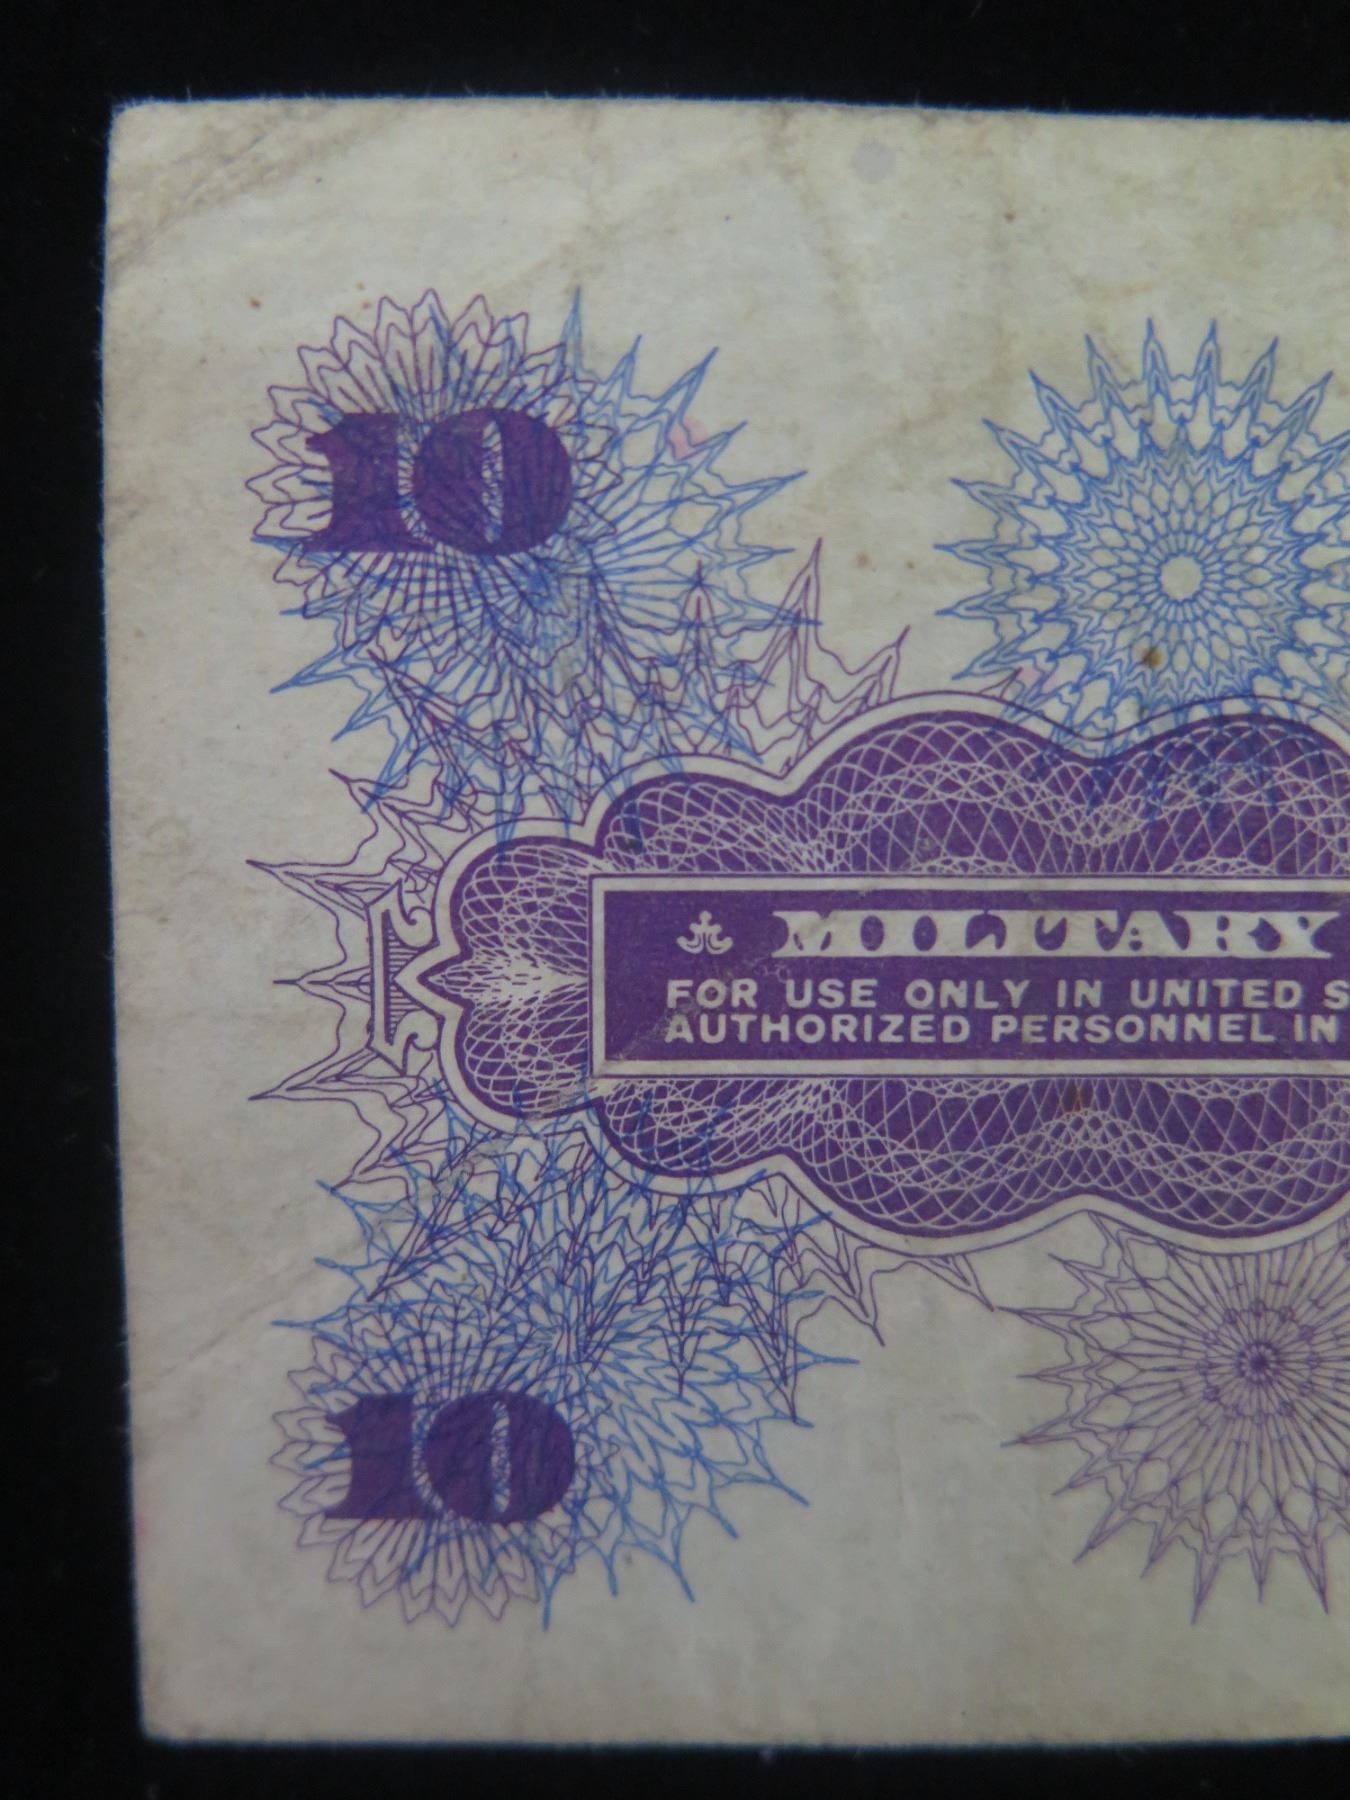 10
MILITARY
FOR USE ONLY IN UNITED S
AUTHORIZED PERSONNEL IN
10